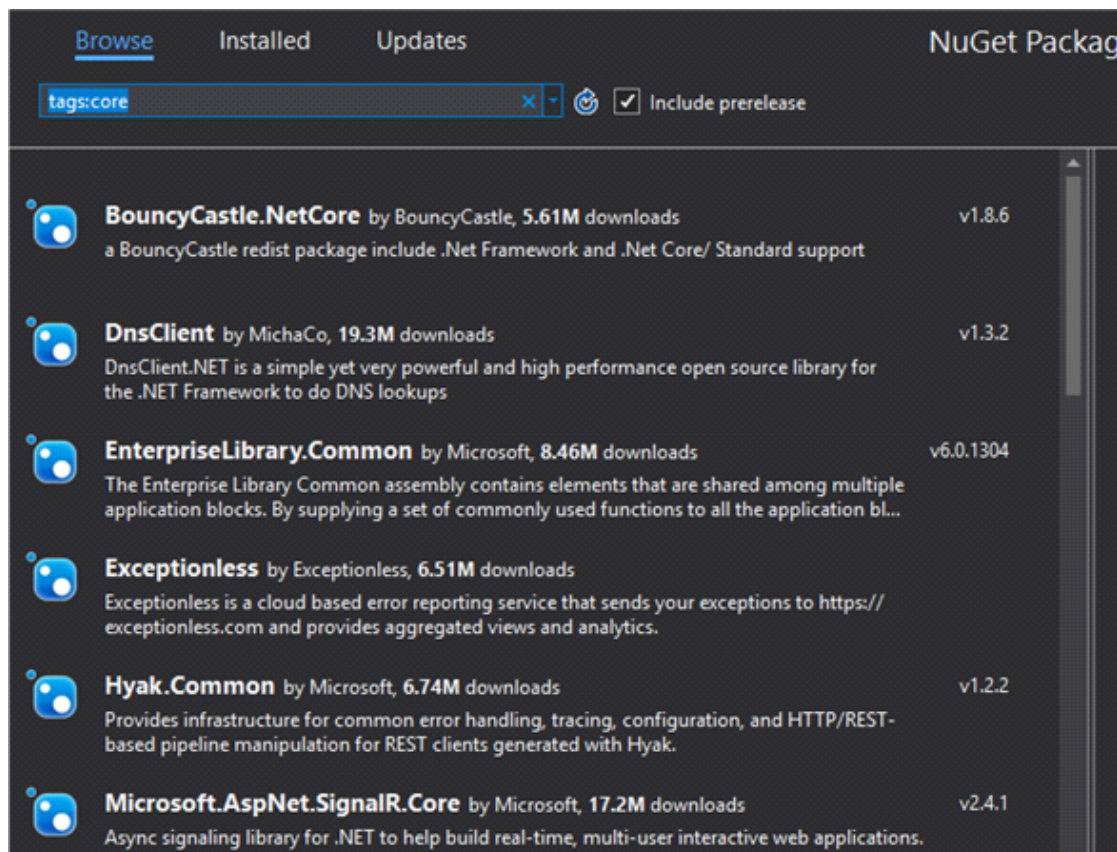 Browse Installed Updates NuGet Packag
tags:core Include prerelease
BouncyCastle.NetCore by BouncyCastle, 5.61M downloads v1.8.6
a BouncyCastle redist package include .Net Framework and .Net Core/ Standard support
DnsClient by MichaCo, 19.3M downloads v1.3.2
DnsClient.NET is a simple yet very powerful and high performance open source library for
the .NET Framework to do DNS lookups
EnterpriseLibrary.Common by Microsoft, 8.46M downloads v6.0.1304
The Enterprise Library Common assembly contains elements that are shared among multiple
application blocks. By supplying a set of commonly used functions to all the application bl...
Exceptionless by Exceptionless, 6.51M downloads
Exceptionless is a cloud based error reporting service that sends your exceptions to https://
exceptionless.com and provides aggregated views and analytics.
Hyak.Common by Microsoft, 6.74M downloads v1.2.2
Provides infrastructure for common error handling, tracing, configuration, and HTTP/REST-
based pipeline manipulation for REST clients generated with Hyak.
Microsoft.AspNet.SignalR.Core by Microsoft, 17.2M downloads v2.4.1
Async signaling library for .NET to help build real-time, multi-user interactive web applications.